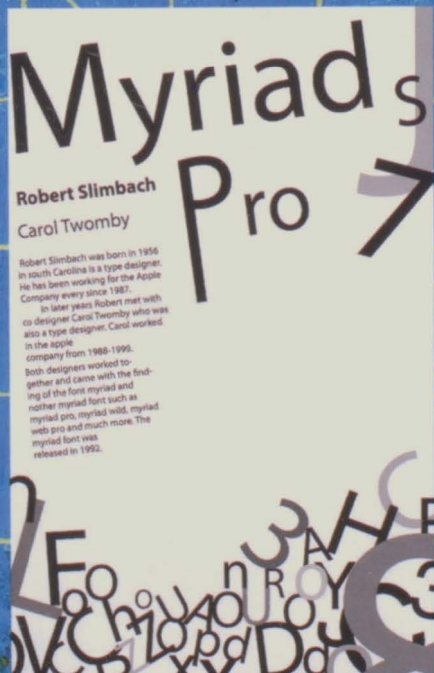 Myriad s
Pro 7
Robert Slimbach
Carol Twomby
Robert Slimbach was born in 1956
in south Carolina is a type designer.
He has been working for the Apple
Company every since 1987.
In later years Robert met with
co designer Carol Twomby who was
also a type designer. Carol worked
in the apple
company from 1988-1999.
Both designers worked to-
gether and came with the find-
ing of the font myriad and
nother myriad font such as
myriad pro, myriad wild, myriad
web pro and much more. The
myriad font was
released in 1992.